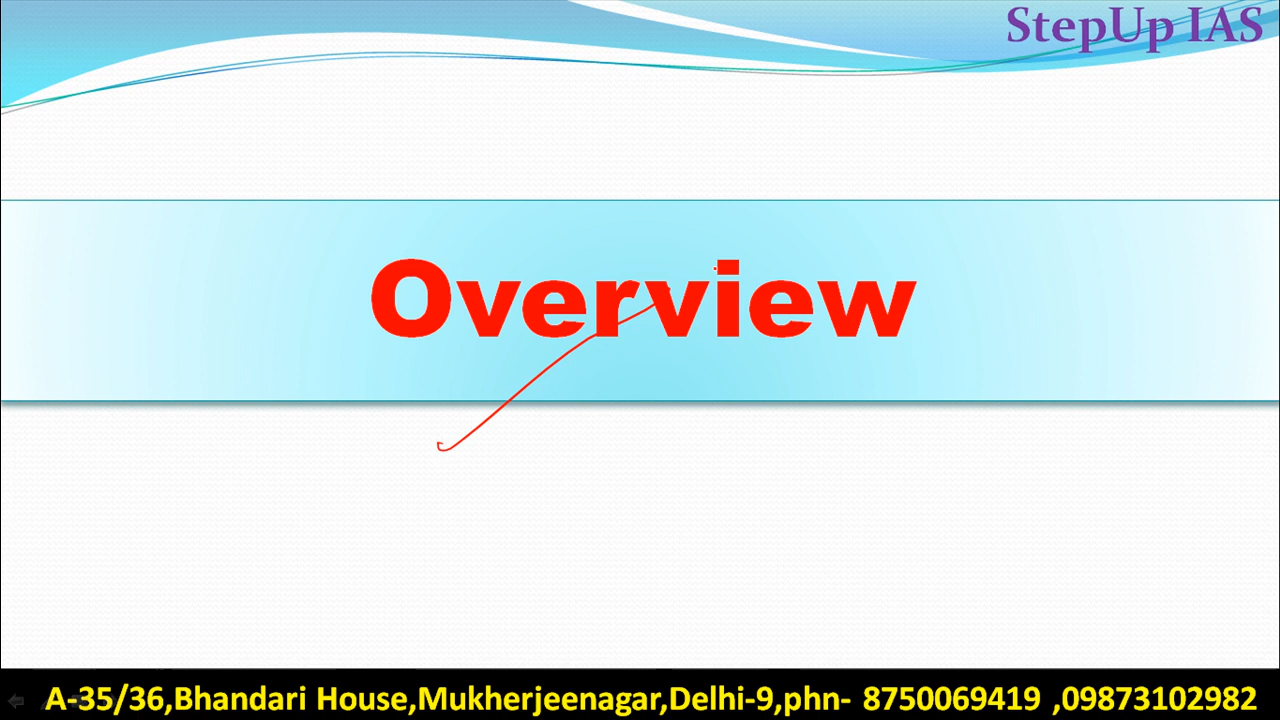 StepUp IAS
Overview
A-35/36,Bhandari House,Mukherjeenagar,Delhi-9,phn- 8750069419 ,09873102982